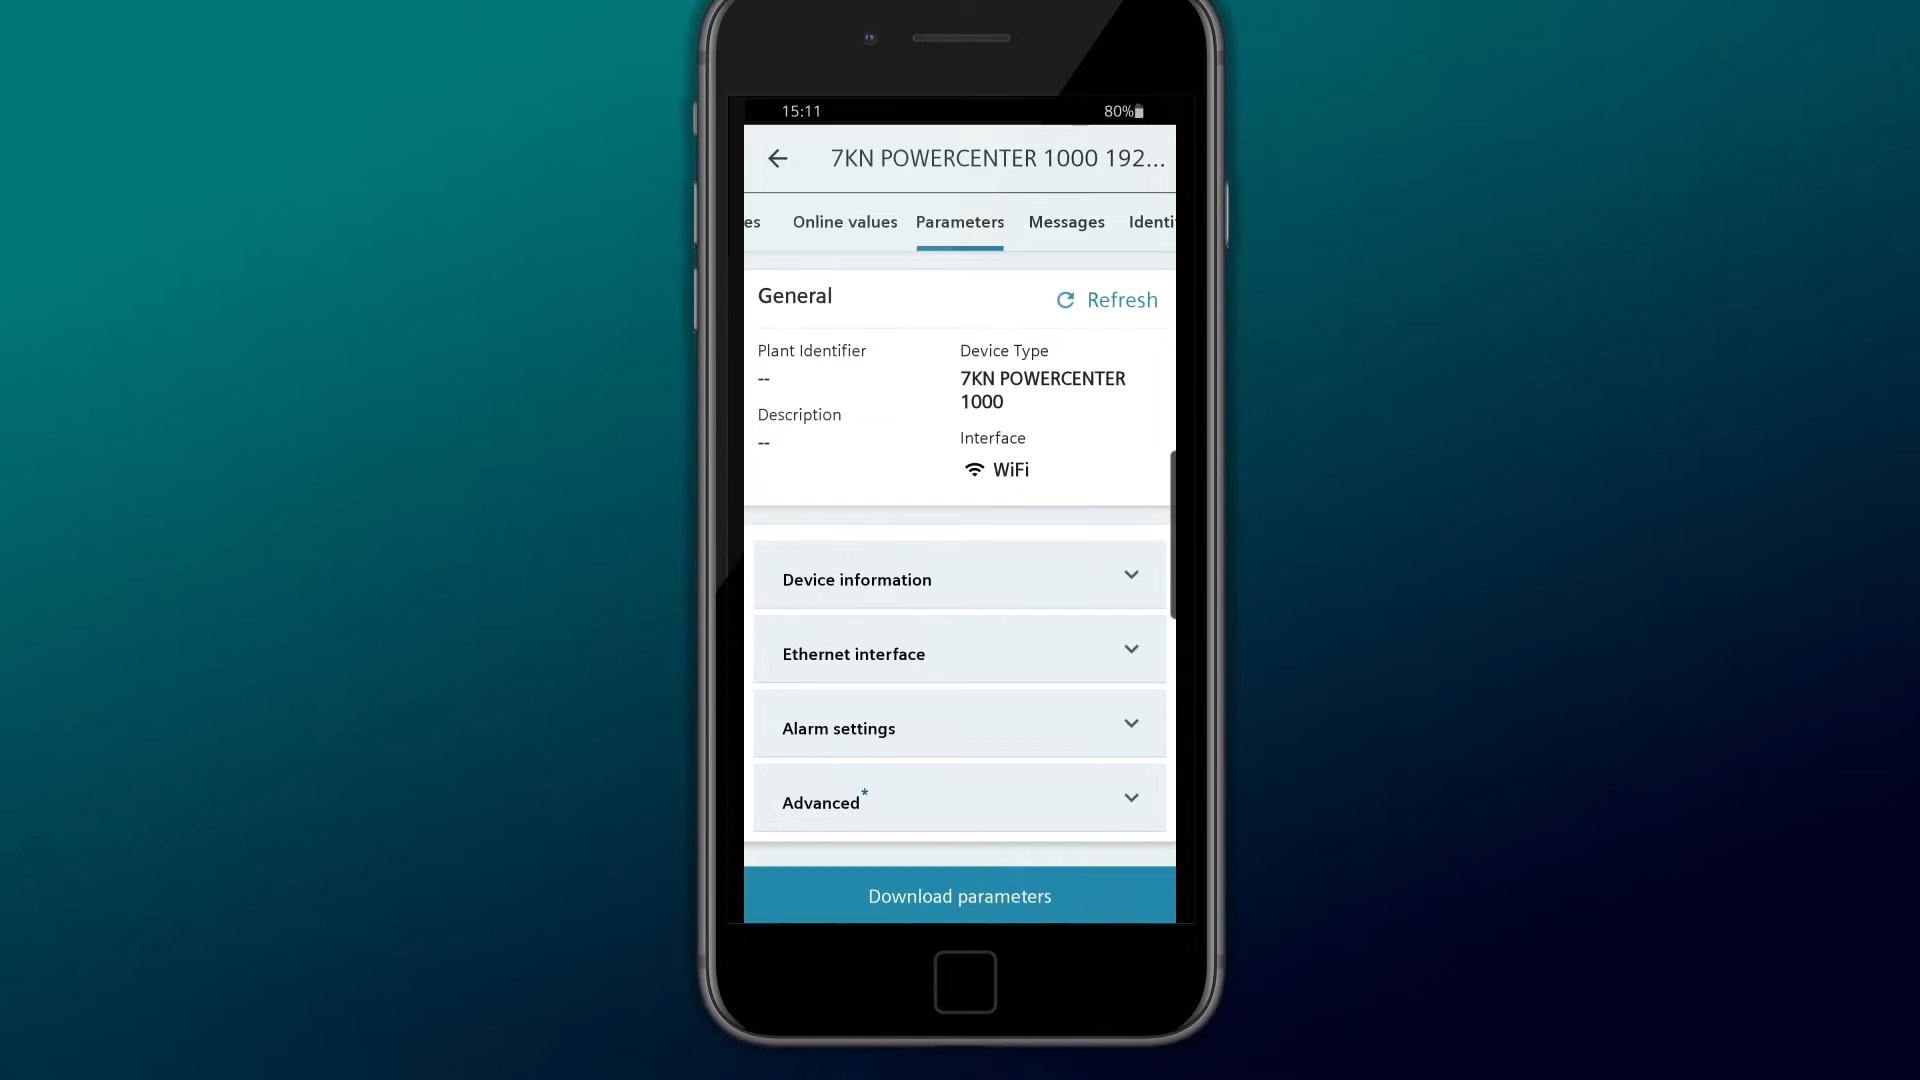 15:11 80%
7KN POWERCENTER 1000 192...
es Online values Parameters Messages Identi
General Refresh
Plant Identifier
--
Description
--
Device Type
7KN POWERCENTER
1000
Interface
WiFi
Device information
Ethernet interface
Alarm settings
Advanced*
Download parameters